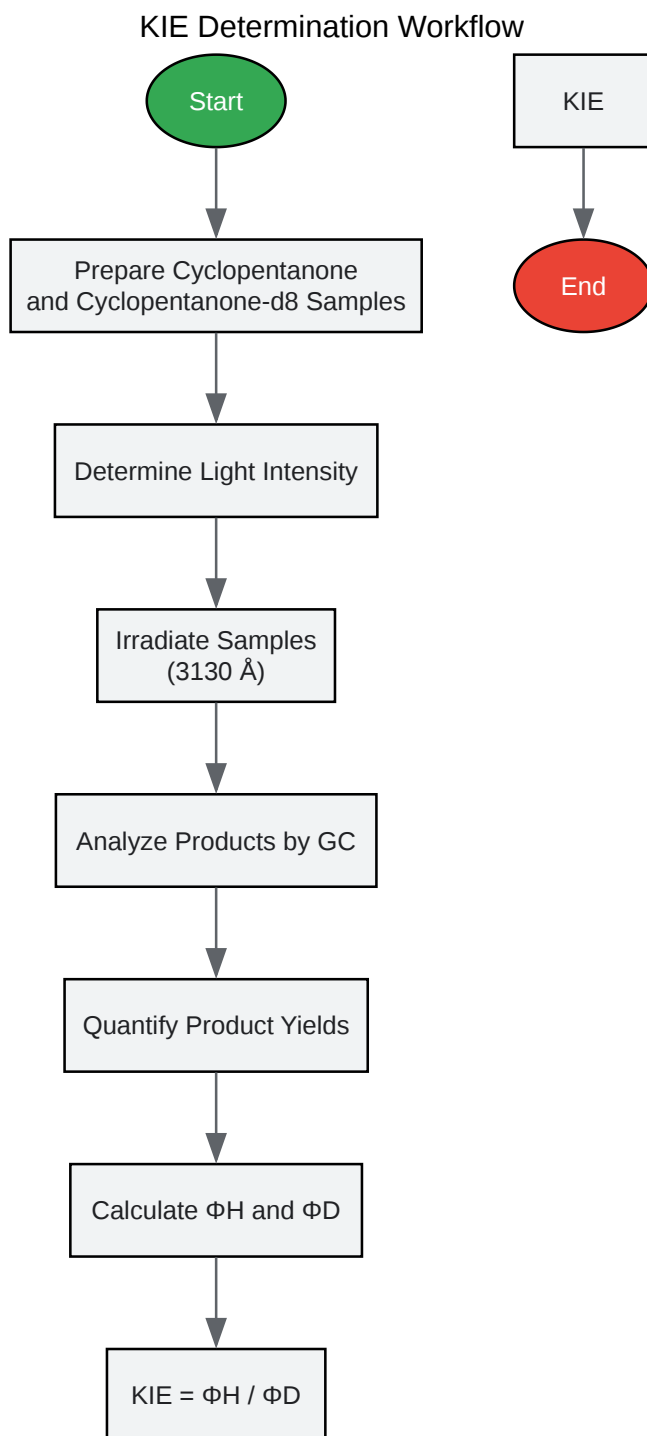 KIE Determination Workflow
Start
KIE
Prepare Cyclopentanone
and Cyclopentanone-d8 Samples
End
Determine Light Intensity
Irradiate Samples
(3130 Å)
Analyze Products by GC
Quantify Product Yields
Calculate ΦH and ΦD
KIE = ΦH / ΦD